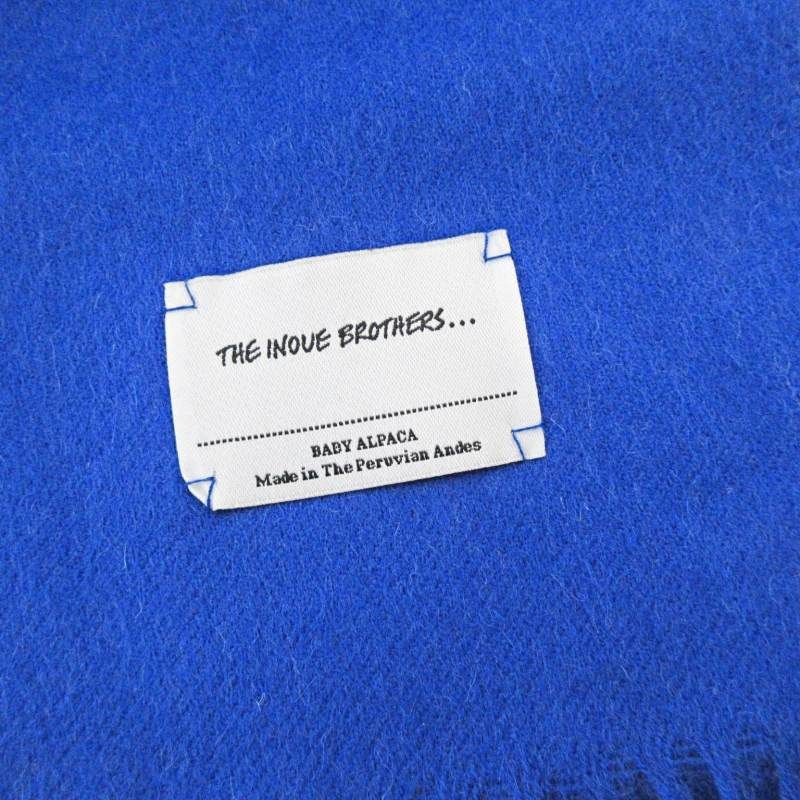 THE INOUE BROTHERS...
BABY ALPACA
Made in The Peruvian Andes